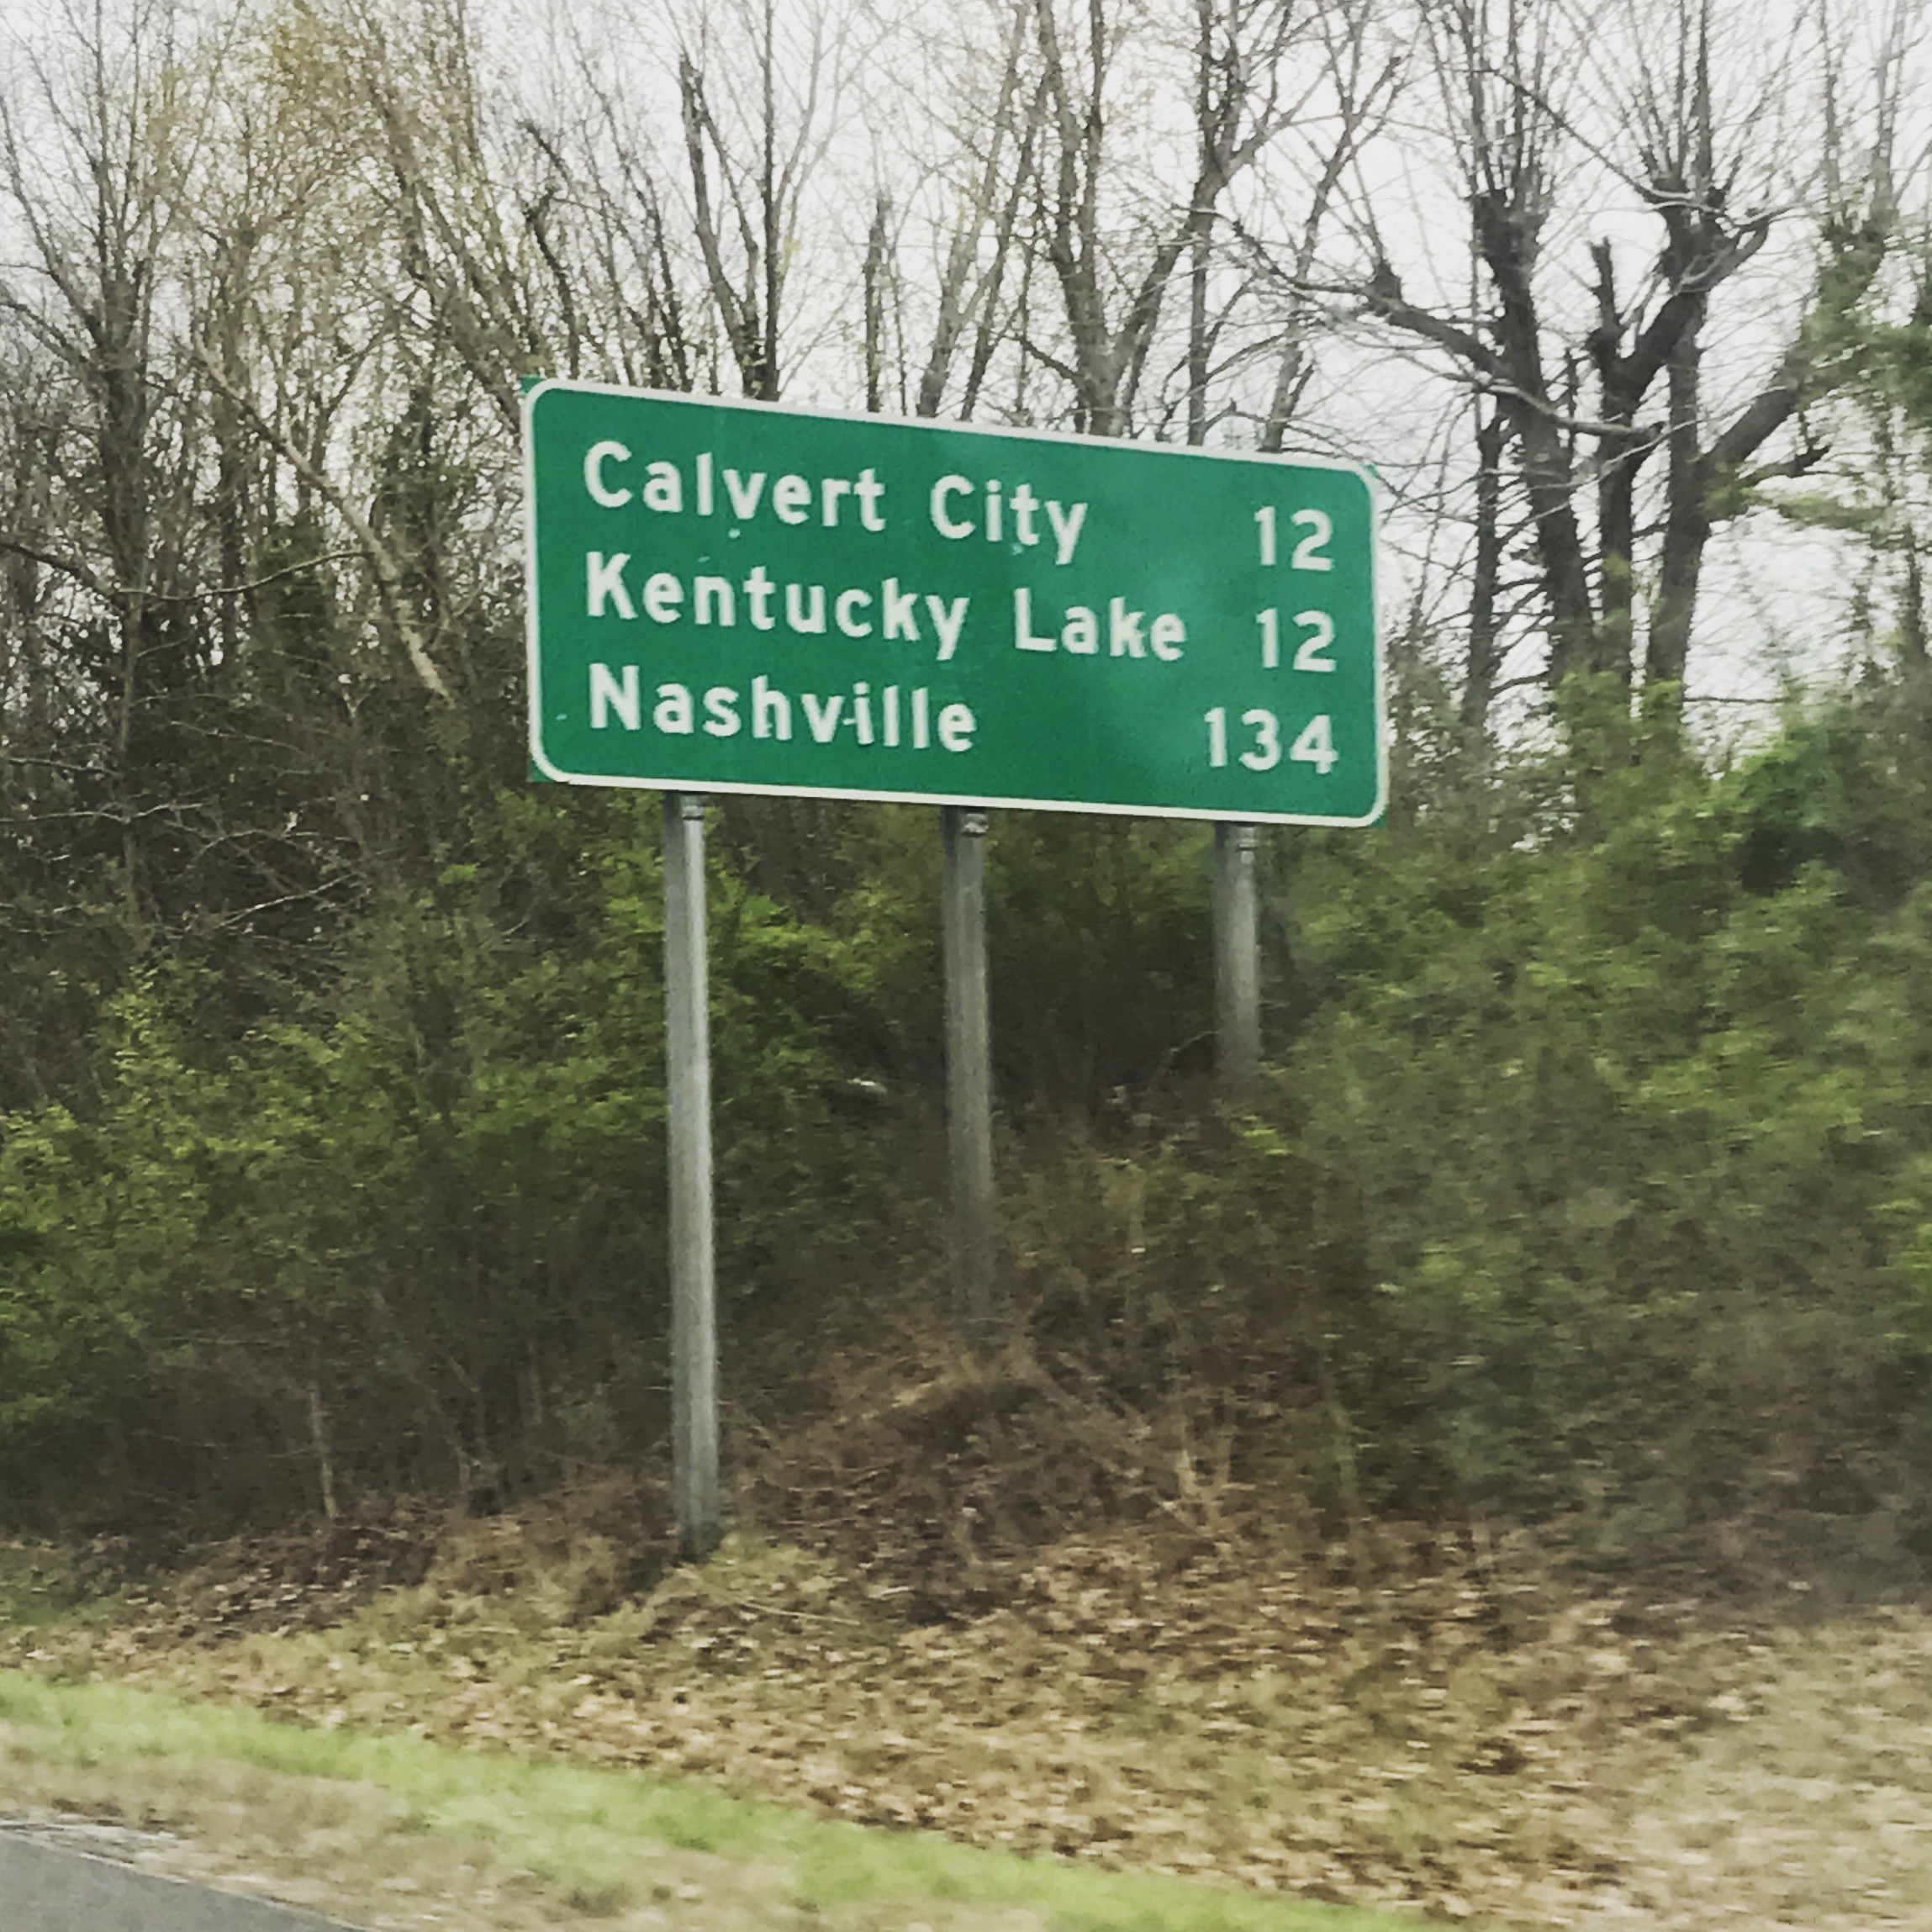 Calvert City 12
Kentucky Lake 12
Nashville 134